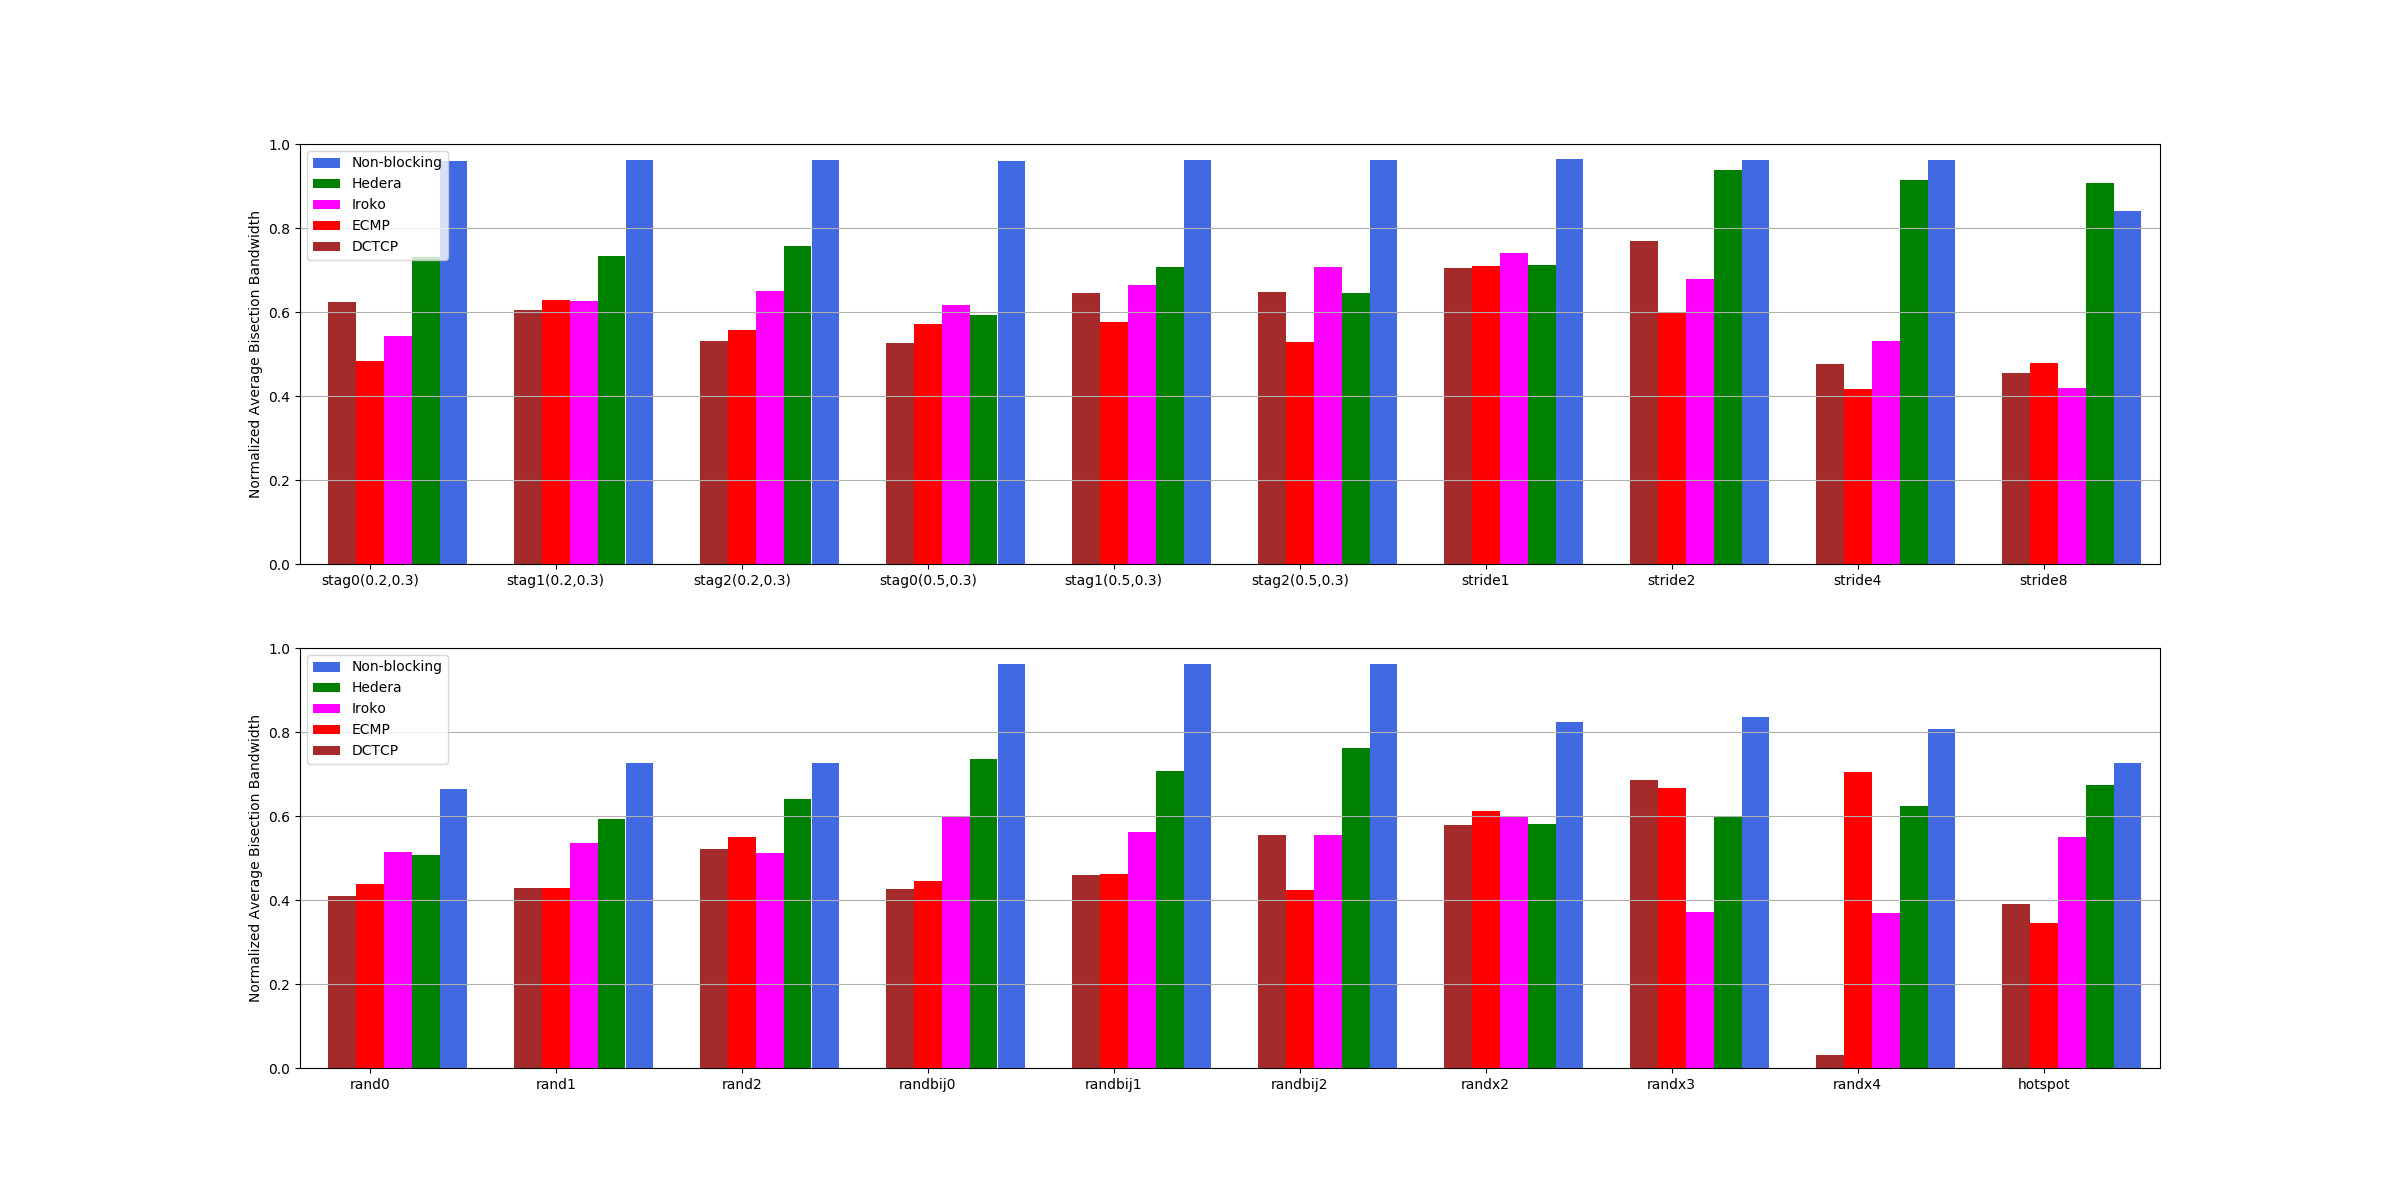 1.0
0.8
0.6
0.4
0.2
0.0
Normalized Average Bisection Bandwidth
Non-blocking
Hedera
Iroko
ECMP
DCTCP
stag0(0.2,0.3) stag1(0.2,0.3) stag2(0.2,0.3) stag0(0.5,0.3) stag1(0.5,0.3) stag2(0.5,0.3) stride1 stride2 stride4 stride8
1.0
0.8
0.6
0.4
0.2
0.0
Normalized Average Bisection Bandwidth
Non-blocking
Hedera
Iroko
ECMP
DCTCP
rand0 rand1 rand2 randbij0 randbij1 randbij2 randx2 randx3 randx4 hotspot